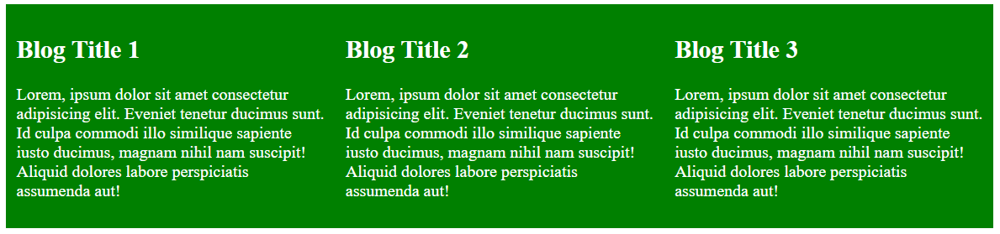 Blog Title 1
Lorem, ipsum dolor sit amet consectetur
adipisicing elit. Eveniet tenetur ducimus sunt.
Id culpa commodi illo similique sapiente
iusto ducimus, magnam nihil nam suscipit!
Aliquid dolores labore perspiciatis
assumenda aut!
Blog Title 2
Lorem, ipsum dolor sit amet consectetur
adipisicing elit. Eveniet tenetur ducimus sunt.
Id culpa commodi illo similique sapiente
iusto ducimus, magnam nihil nam suscipit!
Aliquid dolores labore perspiciatis
assumenda aut!
Blog Title 3
Lorem, ipsum dolor sit amet consectetur
adipisicing elit. Eveniet tenetur ducimus sunt.
Id culpa commodi illo similique sapiente
iusto ducimus, magnam nihil nam suscipit!
Aliquid dolores labore perspiciatis
assumenda aut!